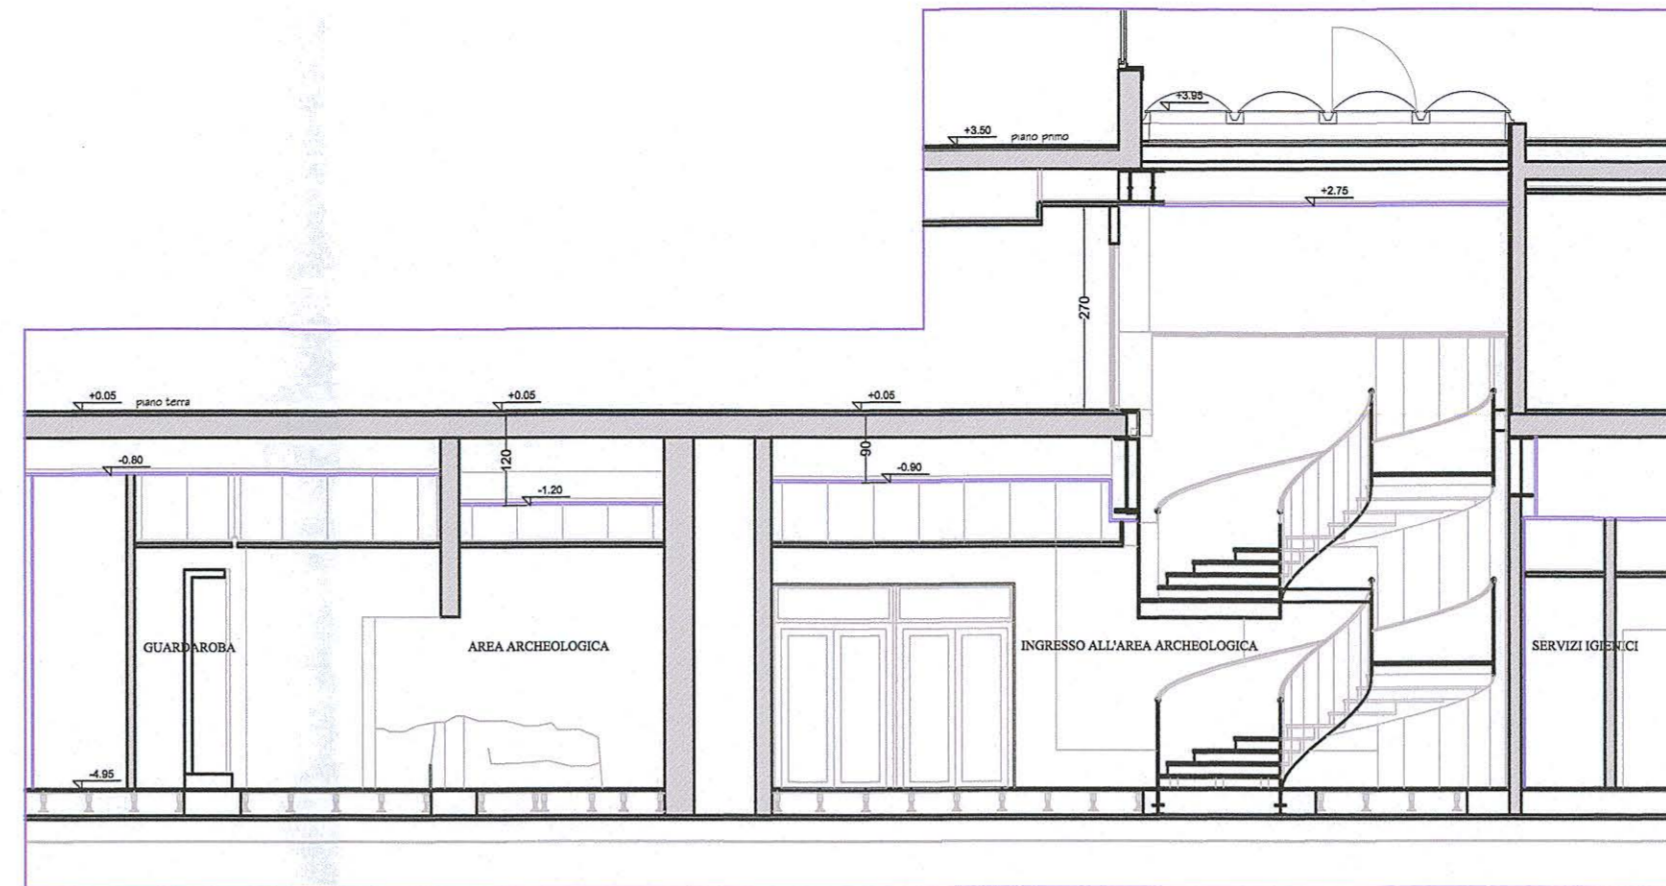 +3.95
+3.50 piano primo
+2.75
270
+0.05 piano terra
+0.05
+0.05
120
90
-0.80
-0.90
-1.20
GUARDAROBA
AREA ARCHEOLOGICA
INGRESSO ALL'AREA ARCHEOLOGICA
SERVIZI IGIENICI
-4.95